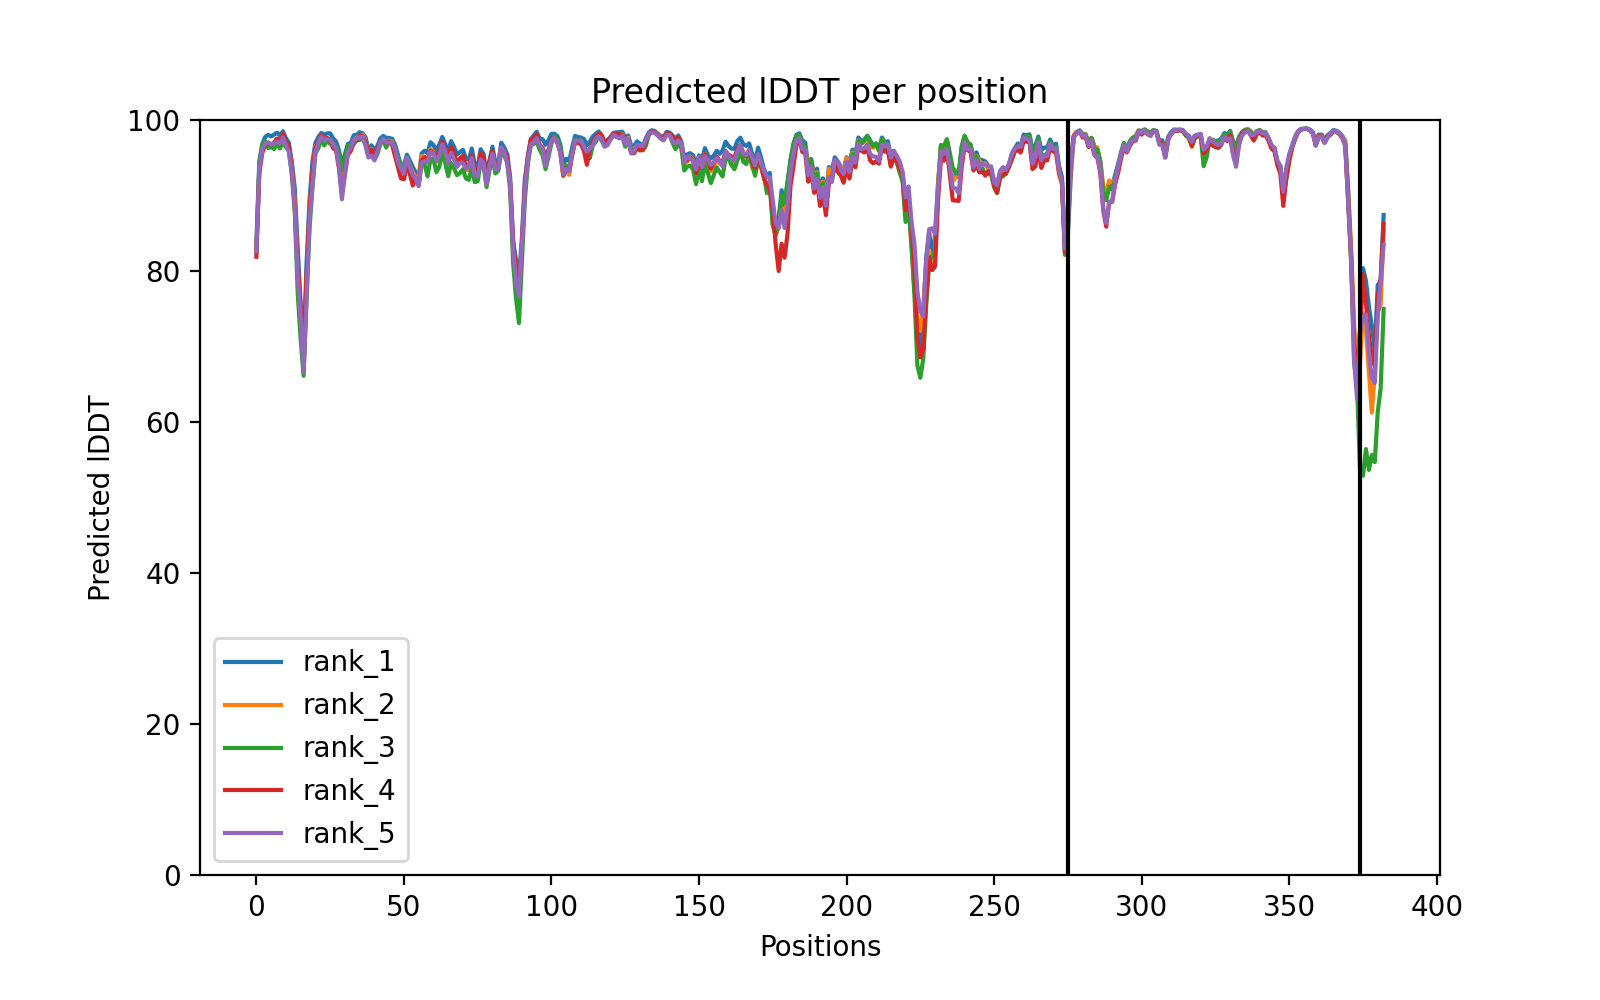 Predicted lDDT per position
100
80
60
40
20
0
Predicted lDDT
rank_1
rank_2
rank_3
rank_4
rank_5
0 50 100 150 200 250 300 350 400
Positions